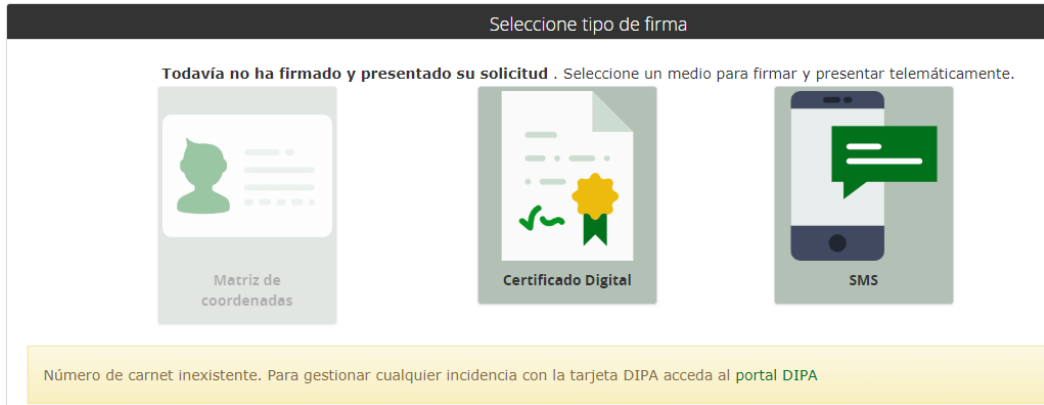 Seleccione tipo de firma
Todavía no ha firmado y presentado su solicitud . Seleccione un medio para firmar y presentar telemáticamente.
Matriz de
coordenadas
Certificado Digital
SMS
Número de carnet inexistente. Para gestionar cualquier incidencia con la tarjeta DIPA acceda al portal DIPA